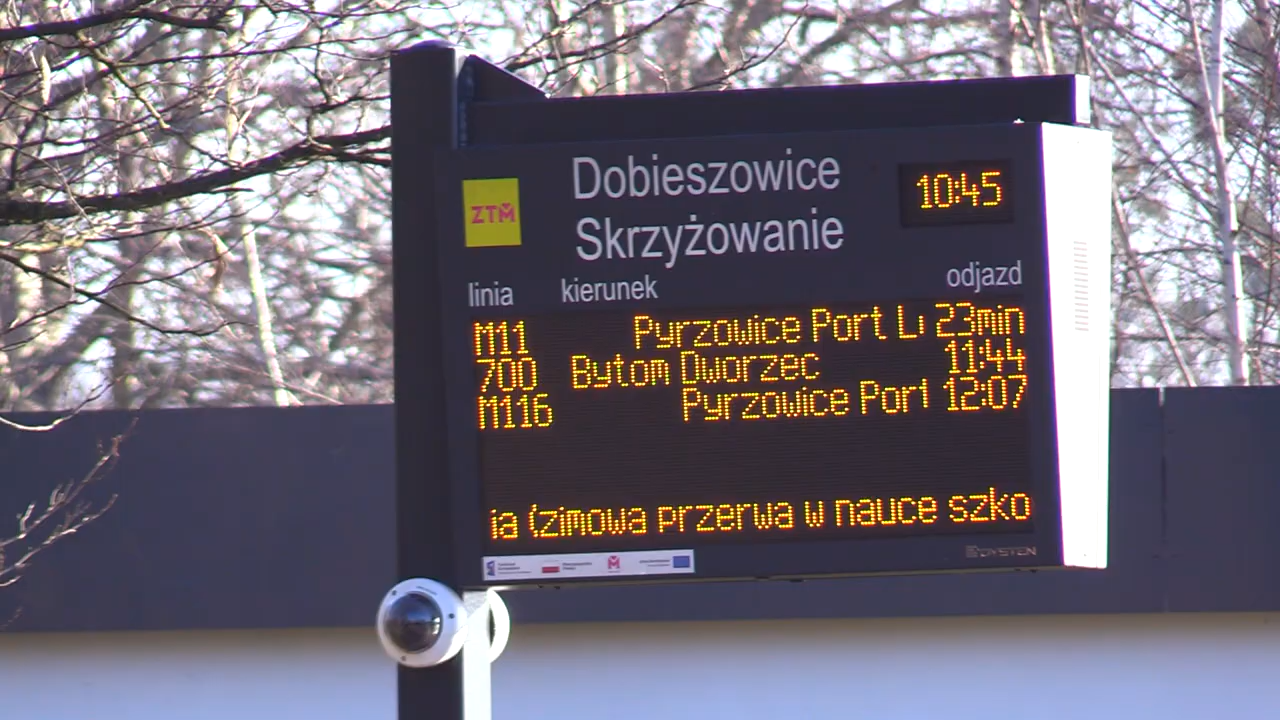 ZTM
Dobieszowice
Skrzyżowanie
10:45
linia kierunek odjazd
M11 Pyrzowice Port L 23min
700 Bytom Dworzec 11:44
M116 Pyrzowice Port 12:07
ia (zimowa przerwa w nauce szko
DYSTEN